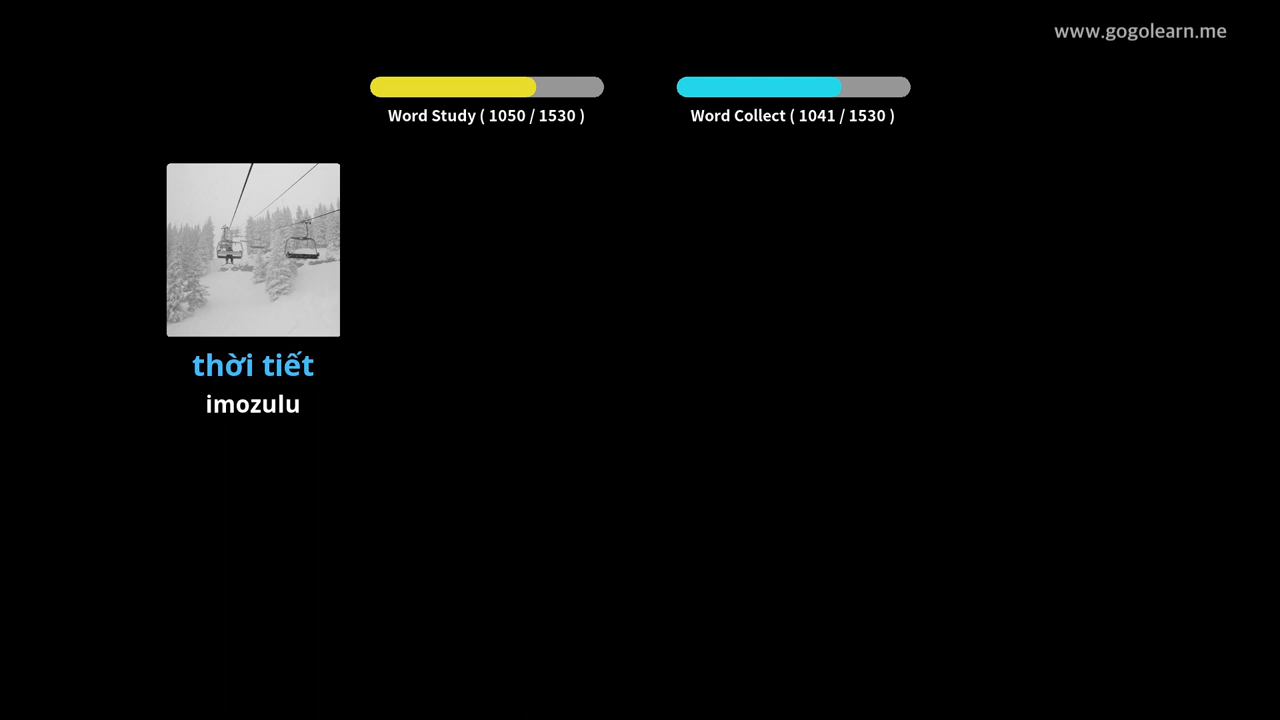 www.gogolearn.me
Word Study ( 1050 / 1530 )
Word Collect ( 1041 / 1530 )
thời tiết
imozulu